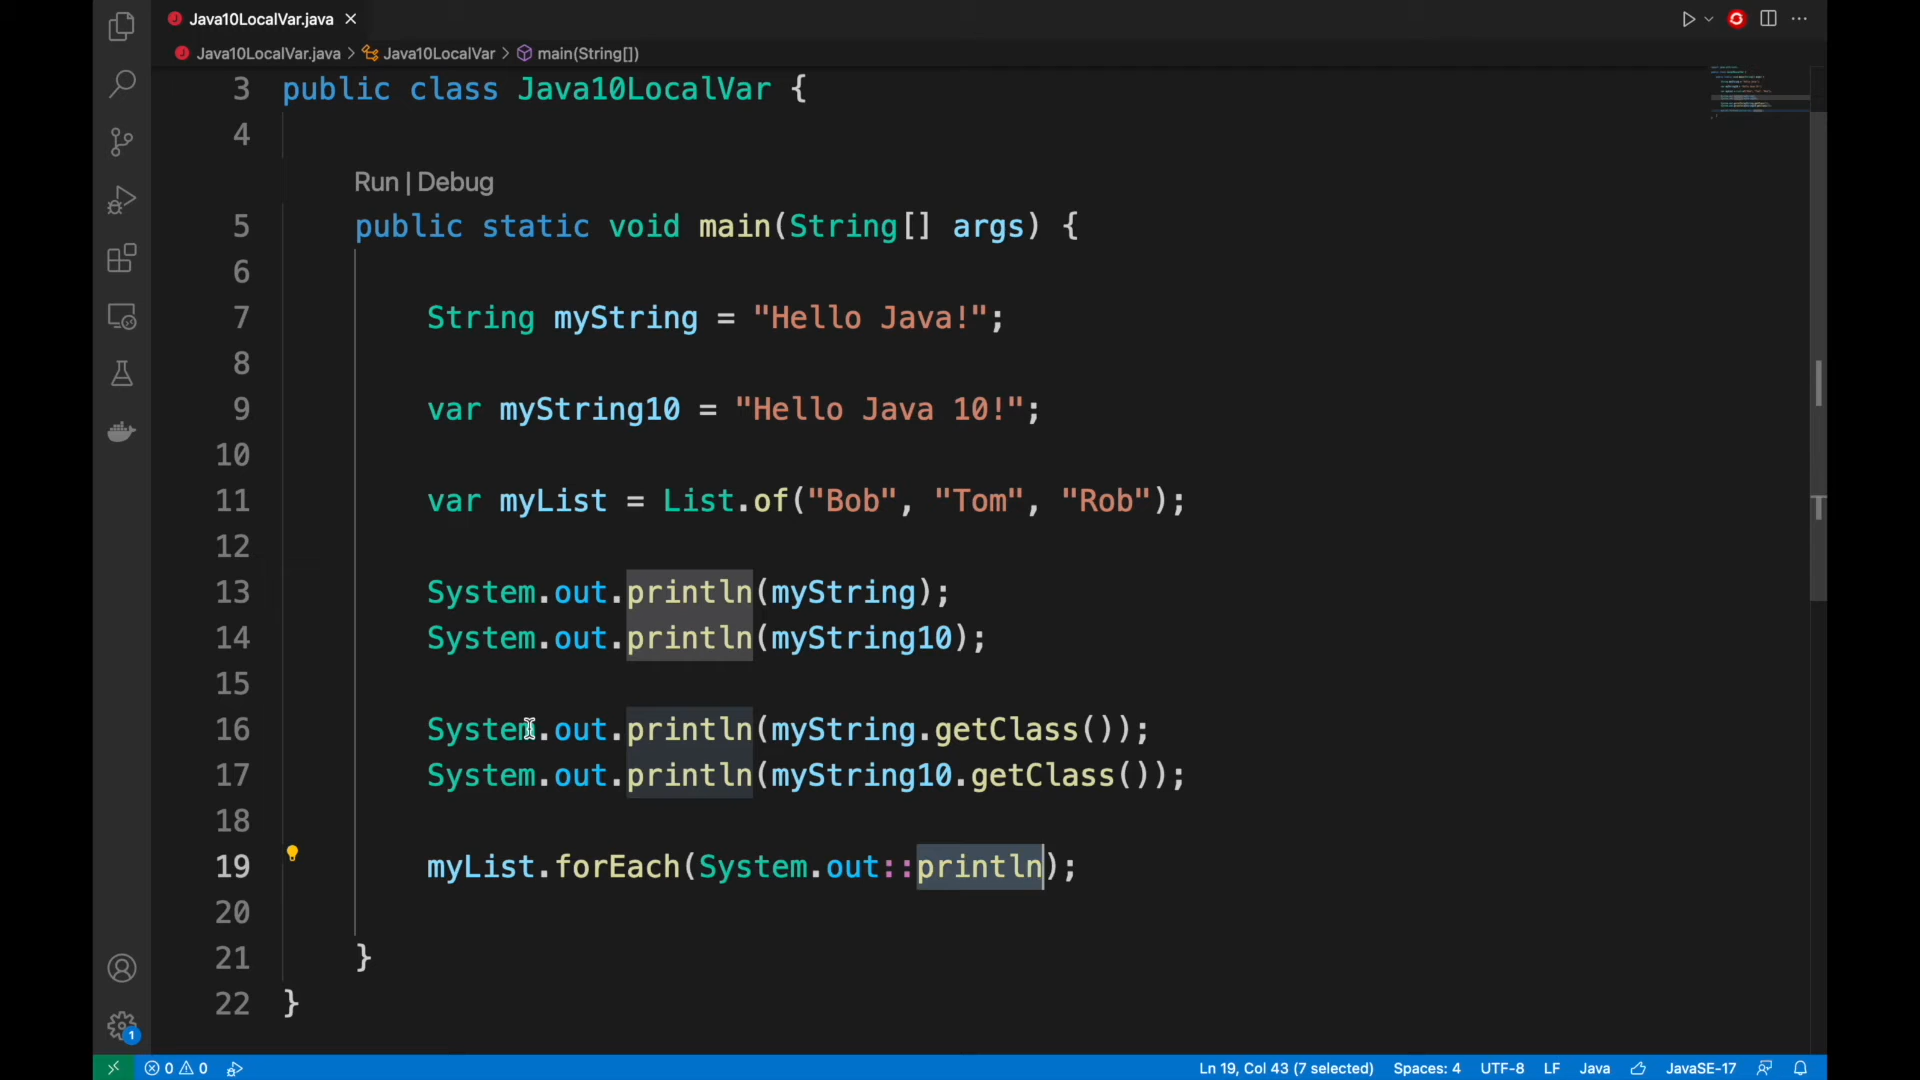 Java10LocalVar.java
Java10LocalVar.java > Java10LocalVar > main(String[])
3 public class Java10LocalVar {
4
Run | Debug
5 public static void main(String[] args) {
6
7 String myString = "Hello Java!";
8
9 var myString10 = "Hello Java 10!";
10
11 var myList = List.of("Bob", "Tom", "Rob");
12
13 System.out.println(myString);
14 System.out.println(myString10);
15
16 System.out.println(myString.getClass());
17 System.out.println(myString10.getClass());
18
19 myList.forEach(System.out::println);
20
21 }
22 }
1
0 0 Ln 19, Col 43 (7 selected) Spaces: 4 UTF-8 LF Java JavaSE-17